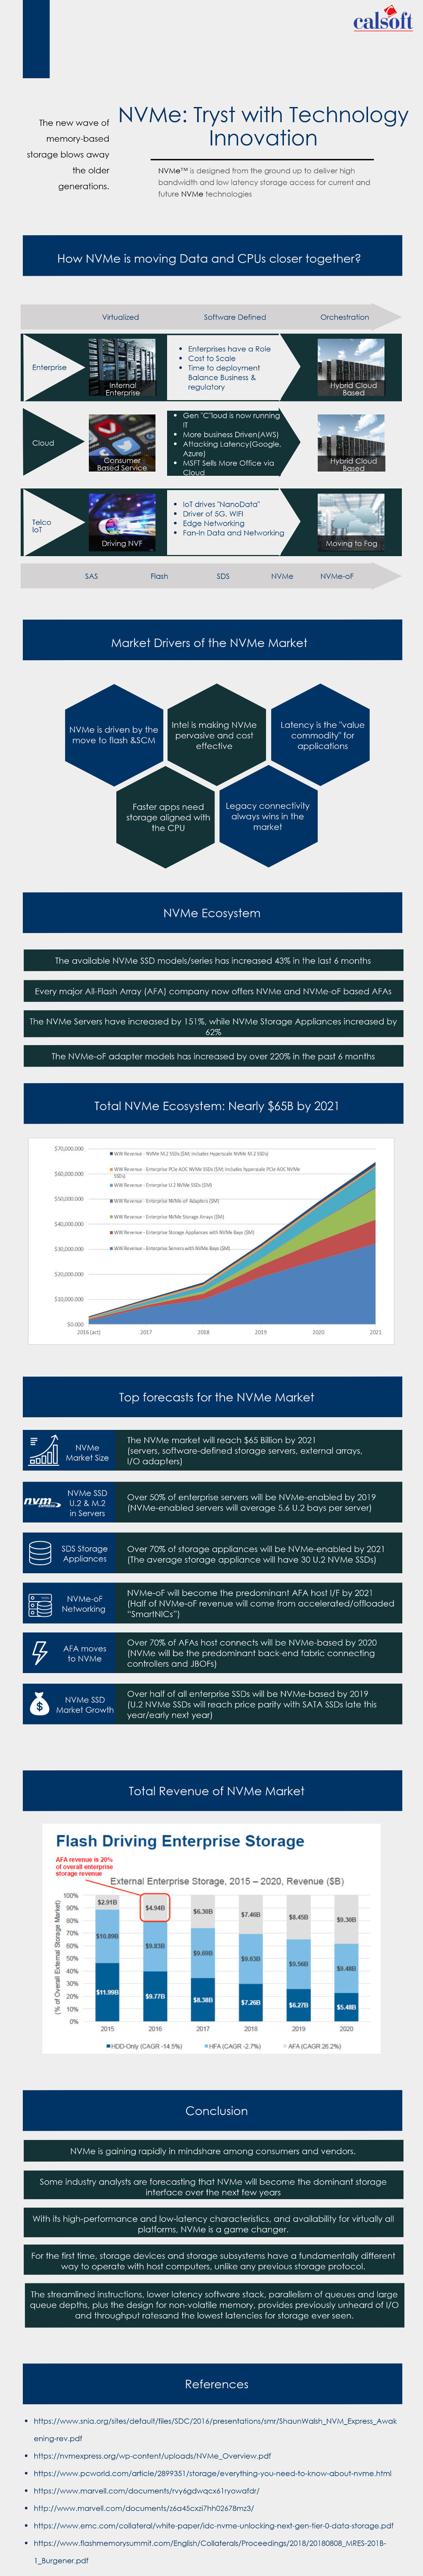 calsoft
The new wave of
memory-based
storage blows away
the older
generations.
NVMe: Tryst with Technology
Innovation
NVMe™ is designed from the ground up to deliver high
bandwidth and low latency storage access for current and
future NVMe technologies
How NVMe is moving Data and CPUs closer together?
Virtualized Software Defined Orchestration
Enterprise
Internal
Enterprise
• Enterprises have a Role
• Cost to Scale
• Time to deployment
Balance Business &
regulatory
Hybrid Cloud
Based
Cloud
Consumer
Based Service
• Gen "C"loud is now running
IT
• More business Driven(AWS)
• Attacking Latency(Google,
Azure)
• MSFT Sells More Office via
Cloud
Hybrid Cloud
Based
Telco
IoT
Driving NVF
• IoT drives "NanoData"
• Driver of 5G, WIFI
• Edge Networking
• Fan-In Data and Networking
Moving to Fog
SAS Flash SDS NVMe NVMe-oF
Market Drivers of the NVMe Market
NVMe is driven by the
move to flash &SCM
Intel is making NVMe
pervasive and cost
effective
Latency is the "value
commodity" for
applications
Faster apps need
storage aligned with
the CPU
Legacy connectivity
always wins in the
market
NVMe Ecosystem
The available NVMe SSD models/series has increased 43% in the last 6 months
Every major All-Flash Array (AFA) company now offers NVMe and NVMe-oF based AFAs
The NVMe Servers have increased by 151%, while NVMe Storage Appliances increased by
62%
The NVMe-oF adapter models has increased by over 220% in the past 6 months
Total NVMe Ecosystem: Nearly $65B by 2021
$70,000.000
$60,000.000
$50,000.000
$40,000.000
$30,000.000
$20,000.000
$10,000.000
$0.000
WW Revenue - NVMe M.2 SSDs ($M; includes Hyperscale NVMe M.2 SSDs)
WW Revenue - Enterprise PCIe AOC NVMe SSDs ($M; includes hyperscale PCIe AOC NVMe
SSDs)
WW Revenue - Enterprise U.2 NVMe SSDs ($M)
WW Revenue - Enterprise NVMe-oF Adapters ($M)
WW Revenue - Enterprise NVMe Storage Arrays ($M)
WW Revenue - Enterprise Storage Appliances with NVMe Bays ($M)
WW Revenue - Enterprise Servers with NVMe Bays ($M)
2016 (act) 2017 2018 2019 2020 2021
Top forecasts for the NVMe Market
NVMe
Market Size
The NVMe market will reach $65 Billion by 2021
(servers, software-defined storage servers, external arrays,
I/O adapters)
nvm EXPRESS
NVMe SSD
U.2 & M.2
in Servers
Over 50% of enterprise servers will be NVMe-enabled by 2019
(NVMe-enabled servers will average 5.6 U.2 bays per server)
SDS Storage
Appliances
Over 70% of storage appliances will be NVMe-enabled by 2021
(The average storage appliance will have 30 U.2 NVMe SSDs)
NVMe-oF
Networking
NVMe-oF will become the predominant AFA host I/F by 2021
(Half of NVMe-oF revenue will come from accelerated/offloaded
"SmartNICs")
AFA moves
to NVMe
Over 70% of AFAs host connects will be NVMe-based by 2020
(NVMe will be the predominant back-end fabric connecting
controllers and JBOFs)
NVMe SSD
Market Growth
Over half of all enterprise SSDs will be NVMe-based by 2019
(U.2 NVMe SSDs will reach price parity with SATA SSDs late this
year/early next year)
Total Revenue of NVMe Market
Flash Driving Enterprise Storage
AFA revenue is 20%
of overall enterprise
storage revenue
External Enterprise Storage, 2015 – 2020, Revenue ($B)
(% of Overall External Storage Market)
100%
90%
80%
70%
60%
50%
40%
30%
20%
10%
0%
$2.91B $4.94B $6.30B $7.46B $8.45B $9.30B
$10.89B $9.83B $9.69B $9.63B $9.56B $9.48B
$11.99B $9.77B $8.38B $7.26B $6.27B $5.48B
2015 2016 2017 2018 2019 2020
HDD-Only (CAGR -14.5%) HFA (CAGR -2.7%) AFA (CAGR 26.2%)
Conclusion
NVMe is gaining rapidly in mindshare among consumers and vendors.
Some industry analysts are forecasting that NVMe will become the dominant storage
interface over the next few years
With its high-performance and low-latency characteristics, and availability for virtually all
platforms, NVMe is a game changer.
For the first time, storage devices and storage subsystems have a fundamentally different
way to operate with host computers, unlike any previous storage protocol.
The streamlined instructions, lower latency software stack, parallelism of queues and large
queue depths, plus the design for non-volatile memory, provides previously unheard of I/O
and throughput ratesand the lowest latencies for storage ever seen.
References
• https://www.snia.org/sites/default/files/SDC/2016/presentations/smr/ShaunWalsh_NVM_Express_Awak
ening-rev.pdf
• https://nvmexpress.org/wp-content/uploads/NVMe_Overview.pdf
• https://www.pcworld.com/article/2899351/storage/everything-you-need-to-know-about-nvme.html
• https://www.marvell.com/documents/rvy6gdwqcx61ryowafdr/
• http://www.marvell.com/documents/z6a45cxzi7hh02678mz3/
• https://www.emc.com/collateral/white-paper/idc-nvme-unlocking-next-gen-tier-0-data-storage.pdf
• https://www.flashmemorysummit.com/English/Collaterals/Proceedings/2018/20180808_MRES-201B-
1_Burgener.pdf